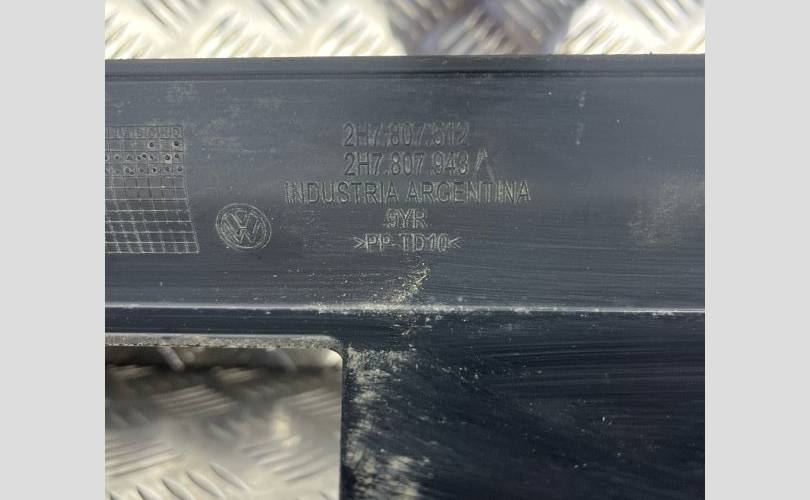 2H7.807.512
2H7.807.943 A
INDUSTRIA ARGENTINA
9YR
>PP-TD10<